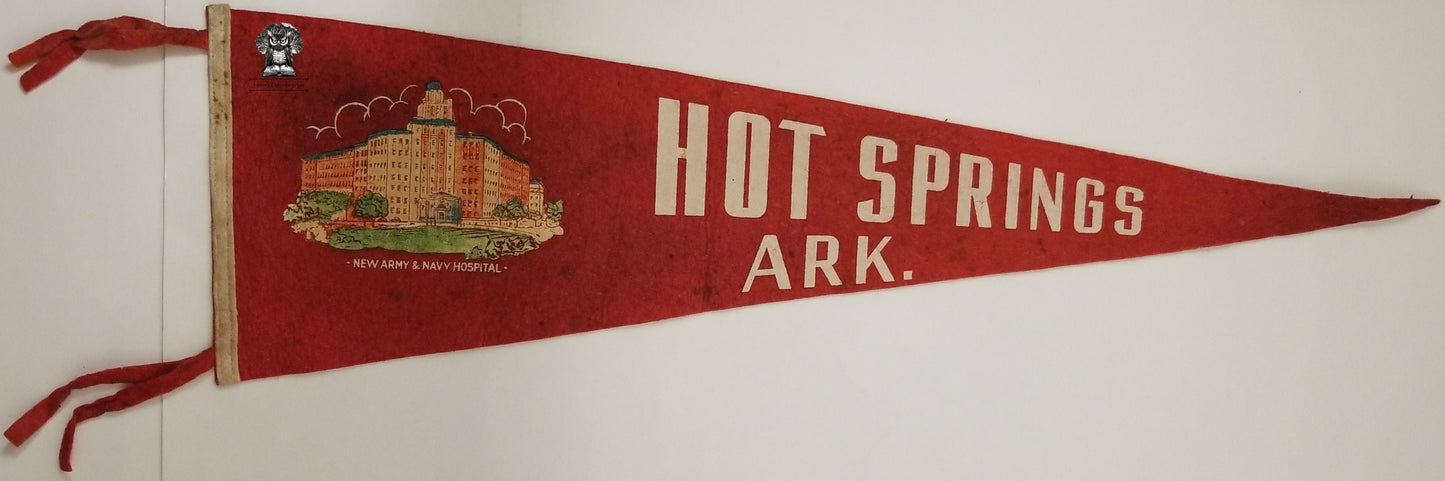 HOT SPRINGS
ARK.
- NEW ARMY & NAVY HOSPITAL -